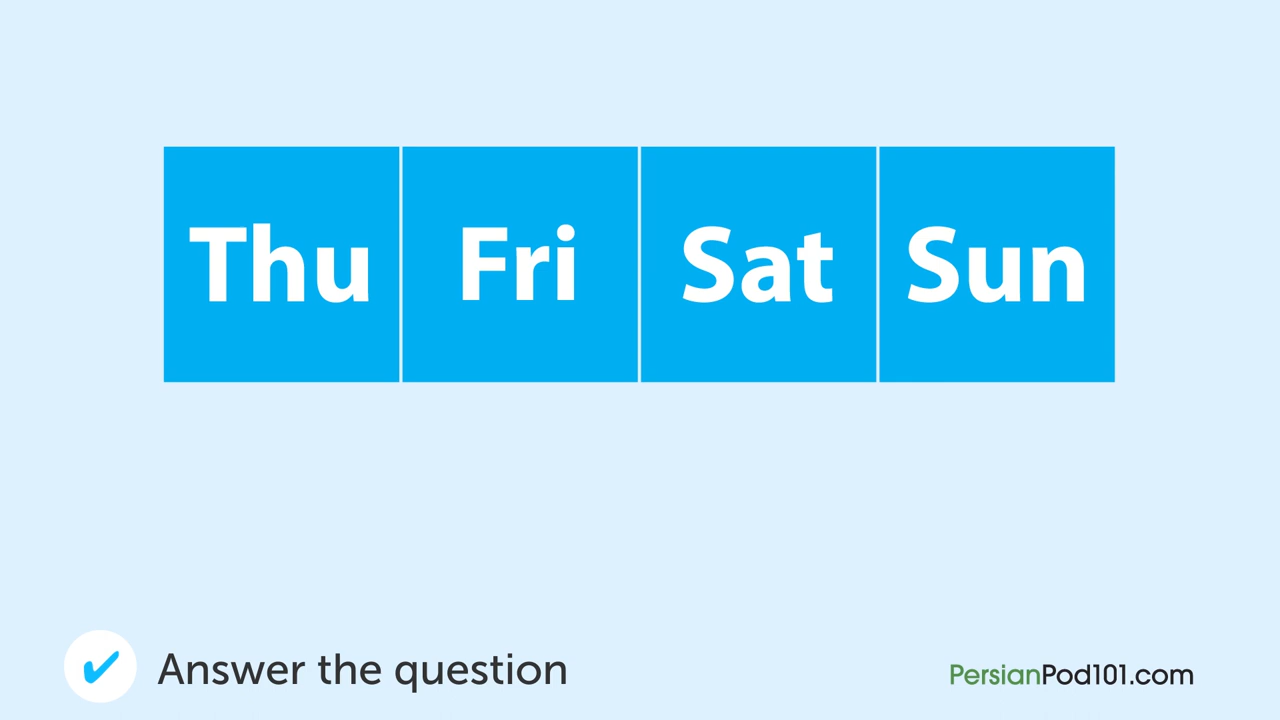 Thu Fri Sat Sun
Answer the question
PersianPod101.com